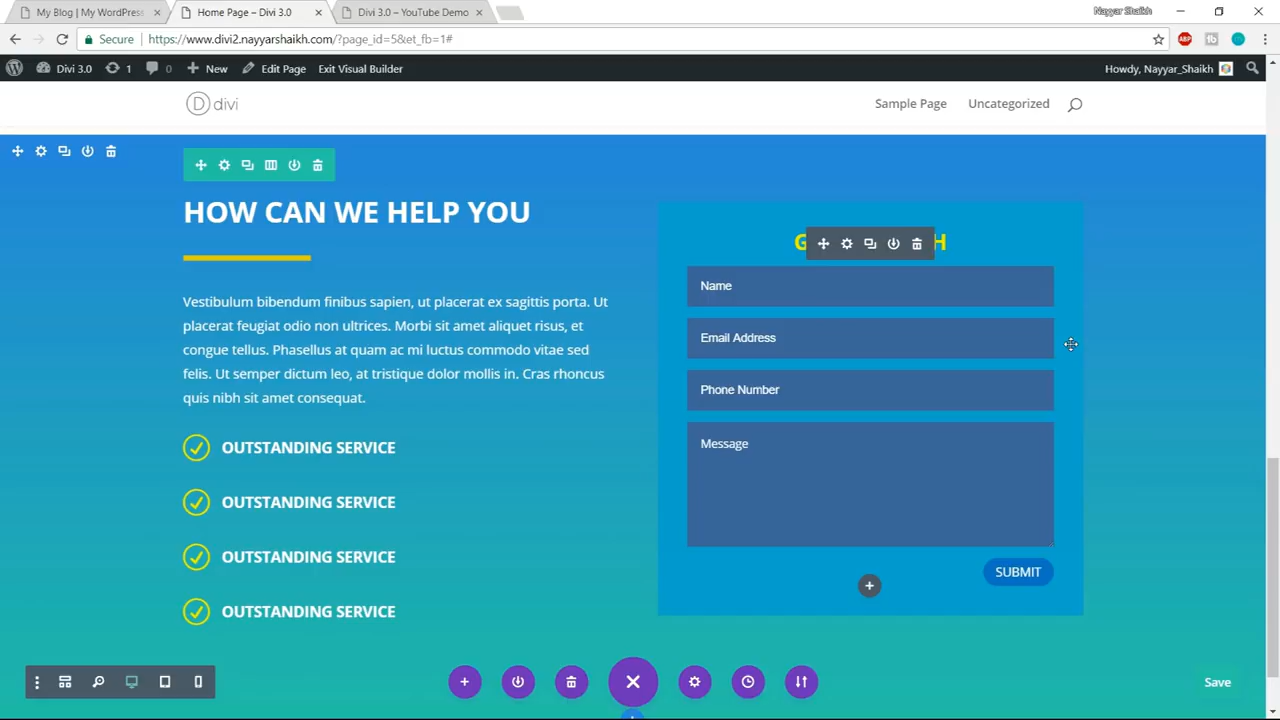 My Blog | My WordPress
Home Page – Divi 3.0
Divi 3.0 – YouTube Demo
Nayyar Shaikh
Secure
https://www.divi2.nayyarshaikh.com/?page_id=5&et_fb=1#
Divi 3.0
1
0
New
Edit Page
Exit Visual Builder
Howdy, Nayyar_Shaikh
divi
Sample Page
Uncategorized
HOW CAN WE HELP YOU
Vestibulum bibendum finibus sapien, ut placerat ex sagittis porta. Ut
placerat feugiat odio non ultrices. Morbi sit amet aliquet risus, et
congue tellus. Phasellus at quam ac mi luctus commodo vitae sed
felis. Ut semper dictum leo, at tristique dolor mollis in. Cras rhoncus
quis nibh sit amet consequat.
OUTSTANDING SERVICE
OUTSTANDING SERVICE
OUTSTANDING SERVICE
OUTSTANDING SERVICE
Name
Email Address
Phone Number
Message
SUBMIT
Save